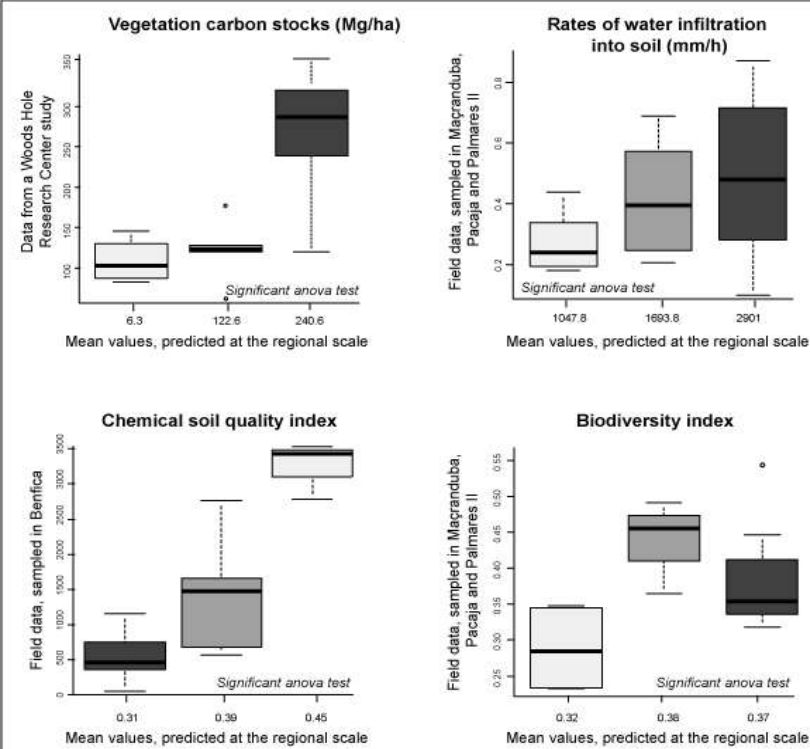 Vegetation carbon stocks (Mg/ha)
Data from a Woods Hole
Research Center study
350
300
250
200
150
100
Significant anova test
6.3 122.6 240.6
Mean values, predicted at the regional scale
Rates of water infiltration
into soil (mm/h)
Field data, sampled in Maçranduba,
Pacaja and Palmares II
0.8
0.6
0.4
0.2
Significant anova test
1047.8 1693.8 2901
Mean values, predicted at the regional scale
Chemical soil quality index
Field data, sampled in Benfica
3500
3000
2500
2000
1500
1000
500
0
Significant anova test
0.31 0.39 0.45
Mean values, predicted at the regional scale
Biodiversity index
Field data, sampled in Maçranduba,
Pacaja and Palmares II
0.55
0.50
0.45
0.40
0.35
0.30
0.25
Significant anova test
0.32 0.37
Mean values, predicted at the regional scale